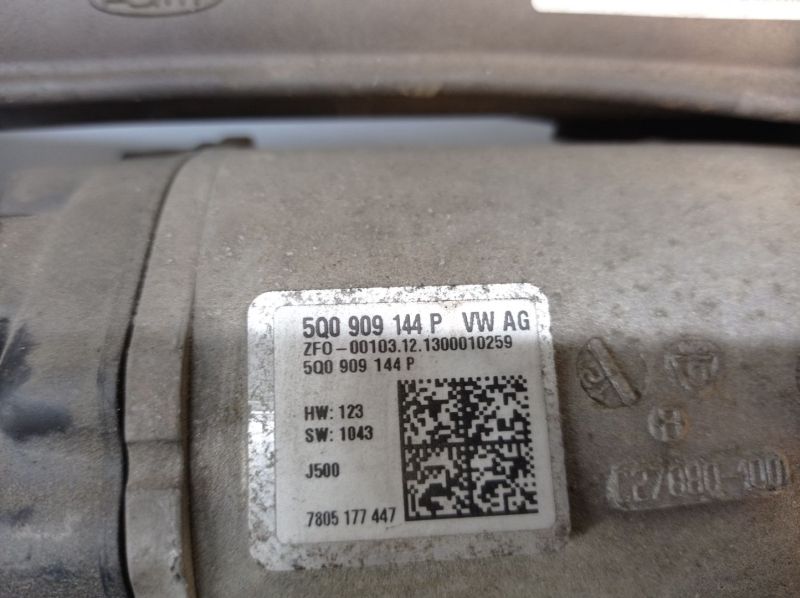 5Q0 909 144 P VW AG
ZFO-00103.12.1300010259
5Q0 909 144 P
HW: 123
SW: 1043
J500
7805 177 447